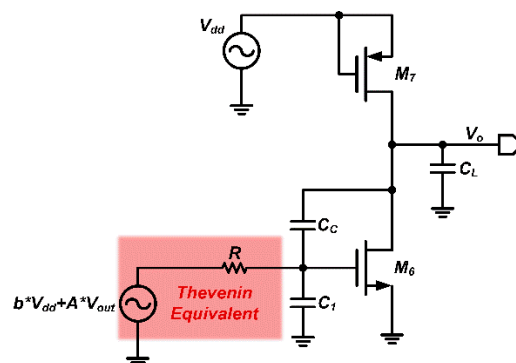 Vdd
M7
Vo
CL
CC
R
M6
Thevenin
Equivalent
C1
b*Vdd+A*Vout